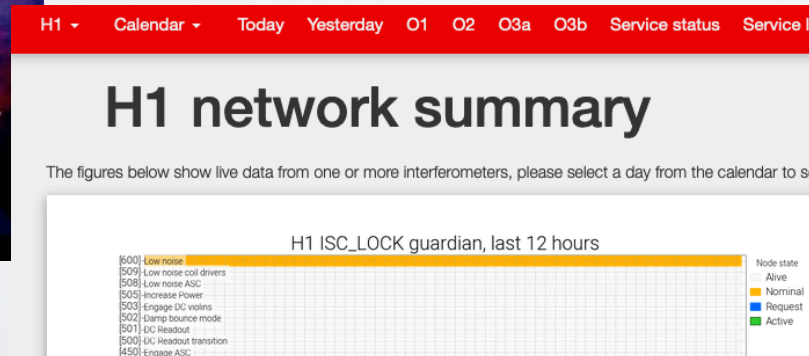 H1 Calendar Today Yesterday O1 O2 O3a O3b Service status Service
H1 network summary
The figures below show live data from one or more interferometers, please select a day from the calendar to s
H1 ISC_LOCK guardian, last 12 hours
[600] Low noise
[509] Low noise coil drivers
[508] Low noise ASC
[505] Increase Power
[503] Engage DC violins
[502] Damp bounce mode
[501] DC Readout
[500] DC Readout transition
[450] Engage ASC
Node state
Alive
Nominal
Request
Active